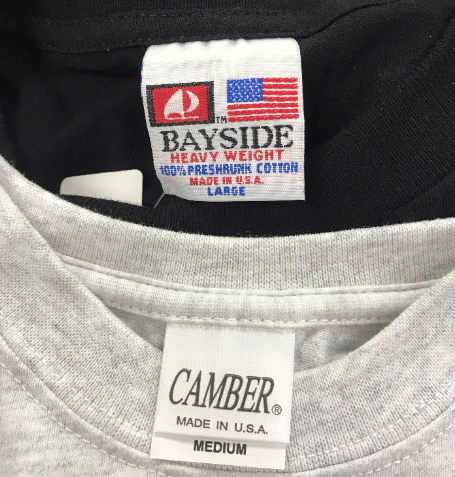 TM
BAYSIDE
HEAVY WEIGHT
100% PRESHRUNK COTTON
MADE IN U.S.A.
LARGE
CAMBER®
MADE IN U.S.A.
MEDIUM